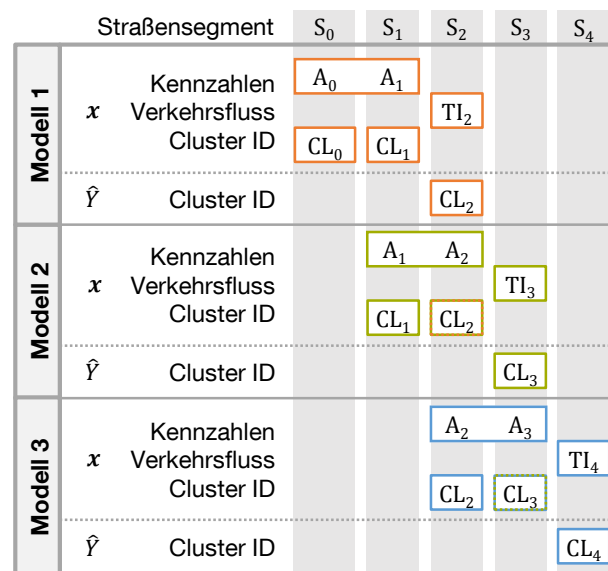 Straßensegment S₀ S₁ S₂ S₃ S₄
Modell 1
x
Kennzahlen A₀ A₁
Verkehrsfluss TI₂
Cluster ID CL₀ CL₁
Ŷ Cluster ID CL₂
Modell 2
x
Kennzahlen A₁ A₂
Verkehrsfluss TI₃
Cluster ID CL₁ CL₂
Ŷ Cluster ID CL₃
Modell 3
x
Kennzahlen A₂ A₃
Verkehrsfluss TI₄
Cluster ID CL₂ CL₃
Ŷ Cluster ID CL₄